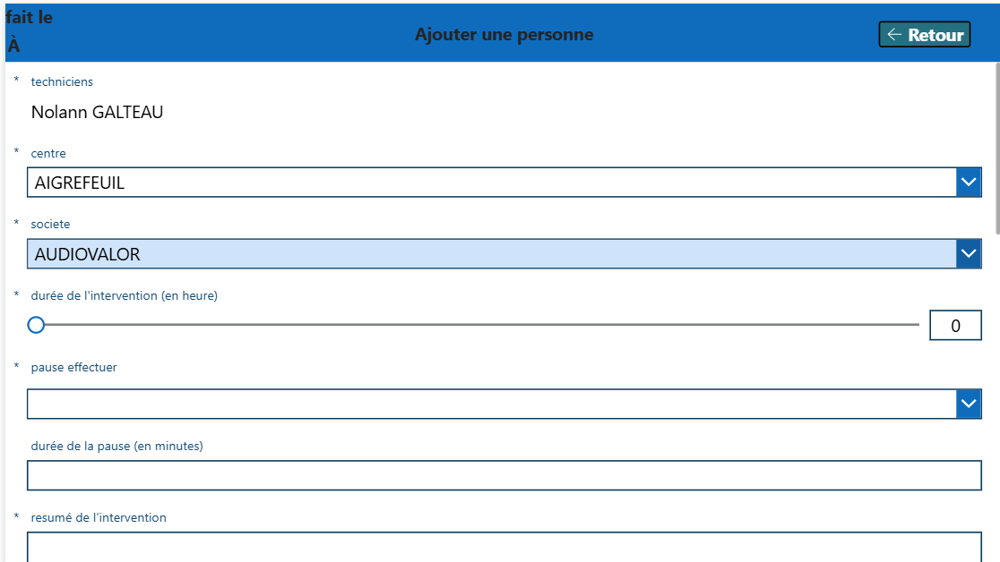 fait le
À
Ajouter une personne
← Retour
* techniciens
Nolann GALTEAU
* centre
AIGREFEUIL
* societe
AUDIOVALOR
* durée de l'intervention (en heure)
0
* pause effectuer
durée de la pause (en minutes)
* resumé de l'intervention